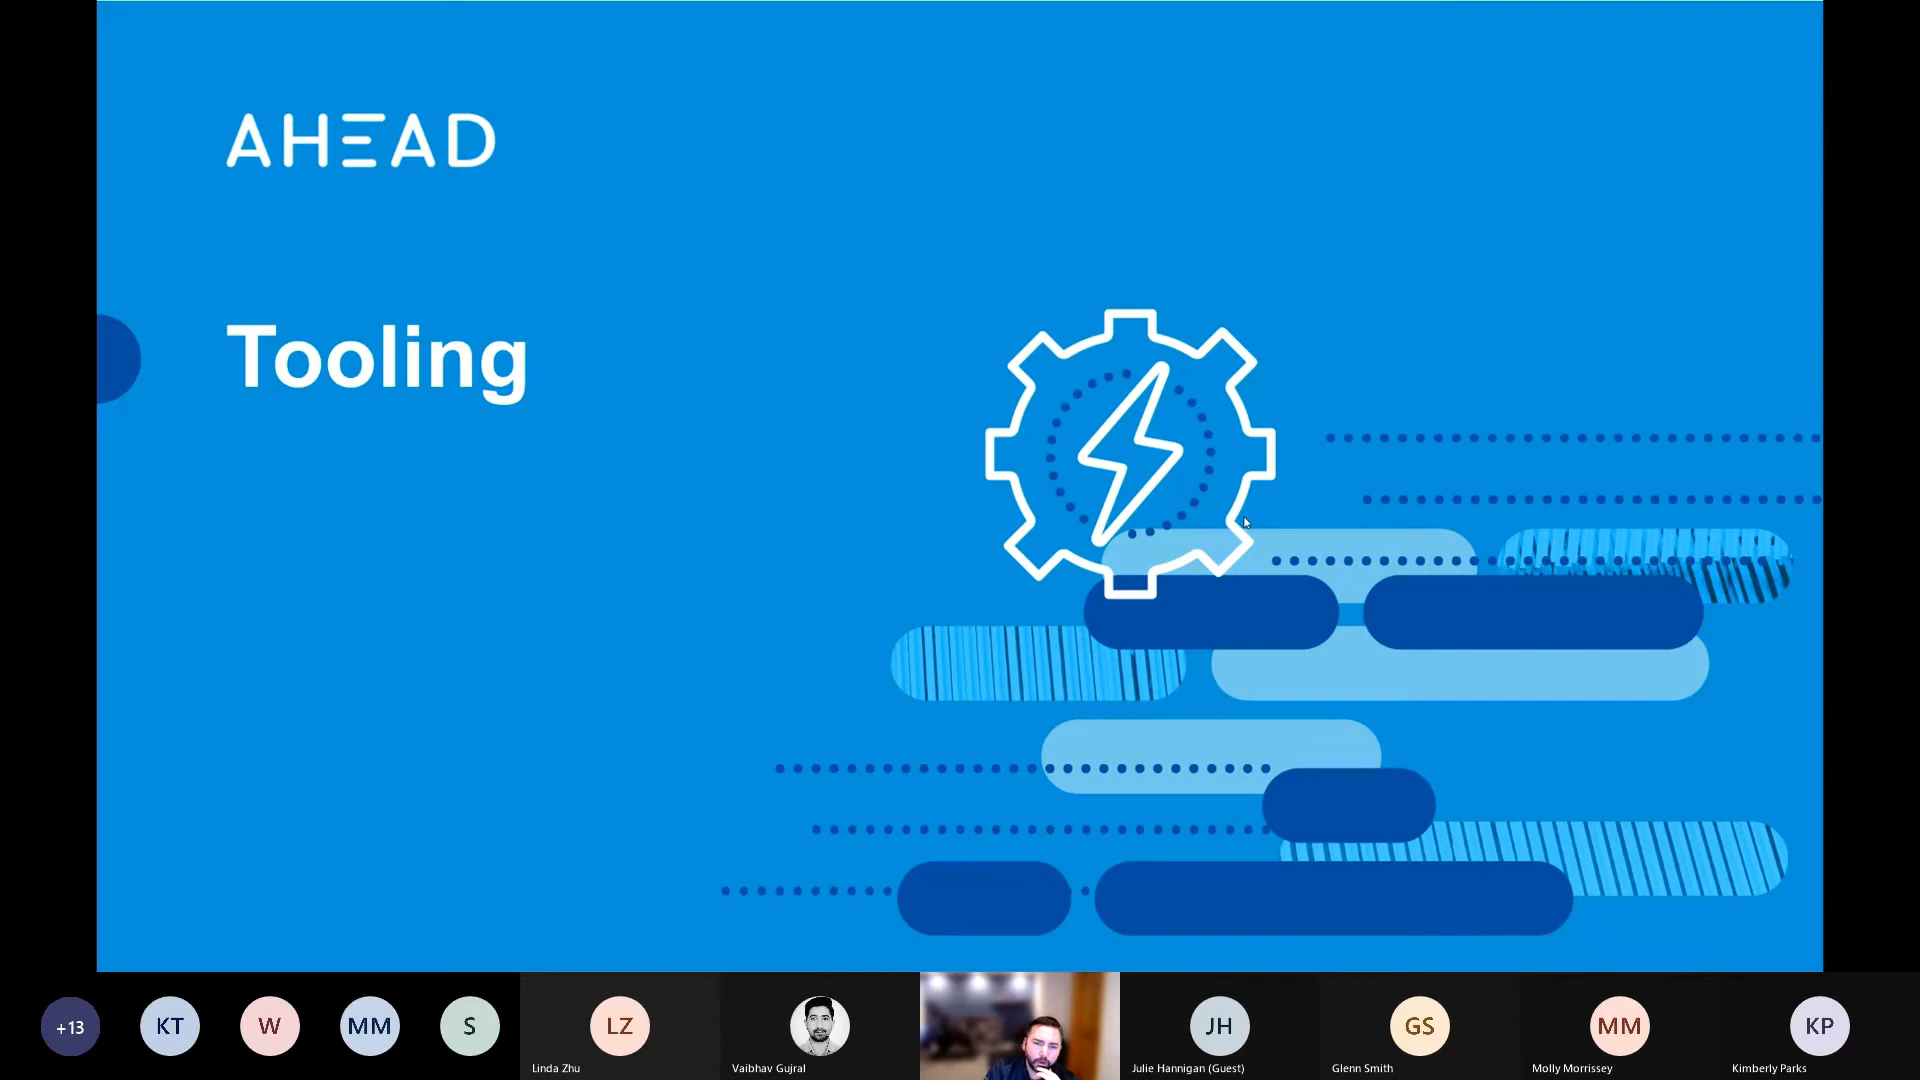 AHEAD
Tooling
+13
KT
W
MM
S
LZ
JH
GS
MM
KP
Linda Zhu
Vaibhav Gujral
Julie Hannigan (Guest)
Glenn Smith
Molly Morrissey
Kimberly Parks